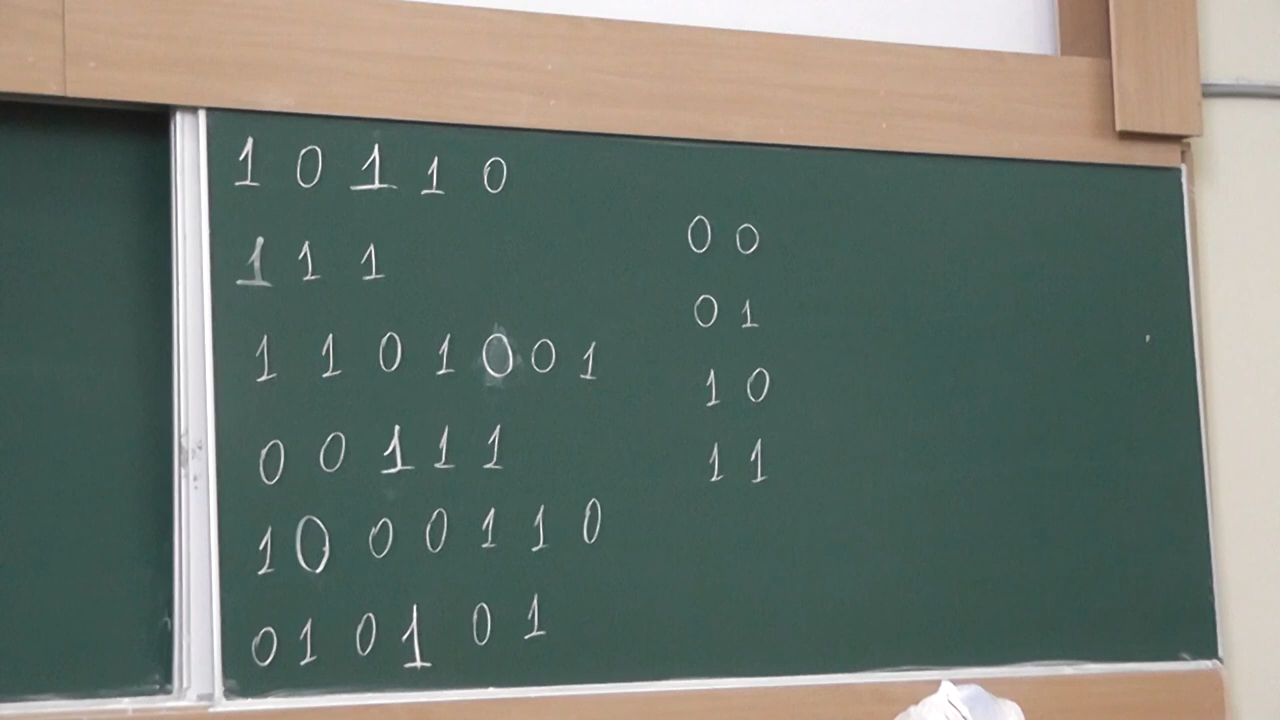 1 0 1 1 0
1 1 1
1 1 0 1 0 0 1
0 0 1 1 1
1 0 0 0 1 1 0
0 1 0 1 0 1
0 0
0 1
1 0
1 1